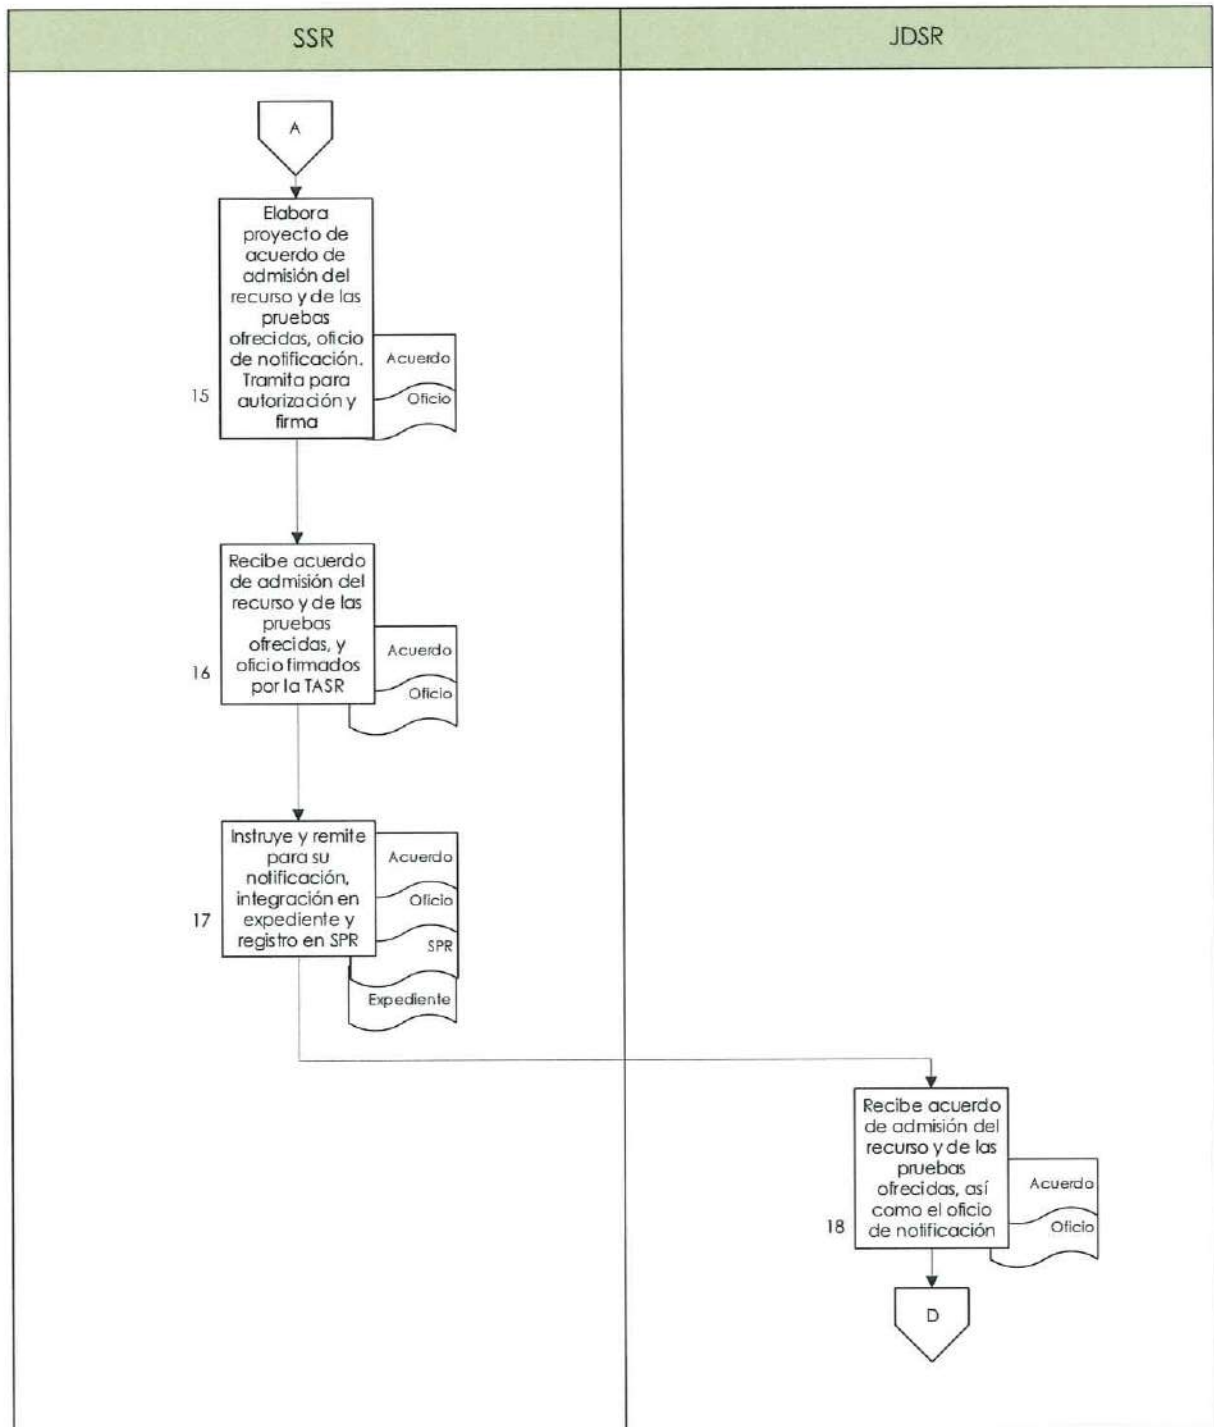 SSR
JDSR
A
Elabora
proyecto de
acuerdo de
admisión del
recurso y de las
pruebas
ofrecidas, oficio
de notificación.
Tramita para
autorización y
firma
15
Acuerdo
Oficio
Recibe acuerdo
de admisión del
recurso y de las
pruebas
ofrecidas, y
oficio firmados
por la TASR
16
Acuerdo
Oficio
Instruye y remite
para su
notificación,
integración en
expediente y
registro en SPR
17
Acuerdo
Oficio
SPR
Expediente
Recibe acuerdo
de admisión del
recurso y de las
pruebas
ofrecidas, así
como el oficio
de notificación
18
Acuerdo
Oficio
D